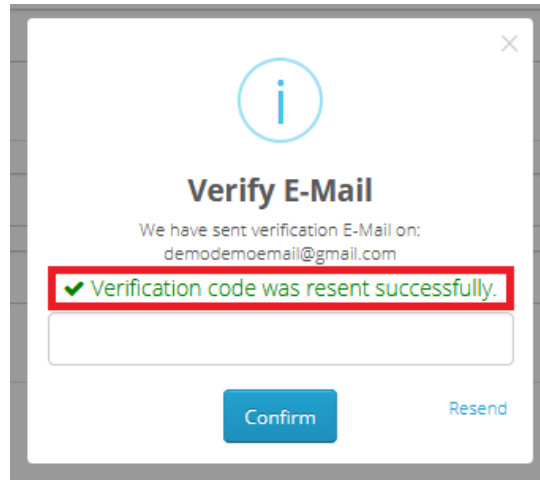 Verify E-Mail
We have sent verification E-Mail on:
demodemoemail@gmail.com
✔ Verification code was resent successfully.
Confirm
Resend